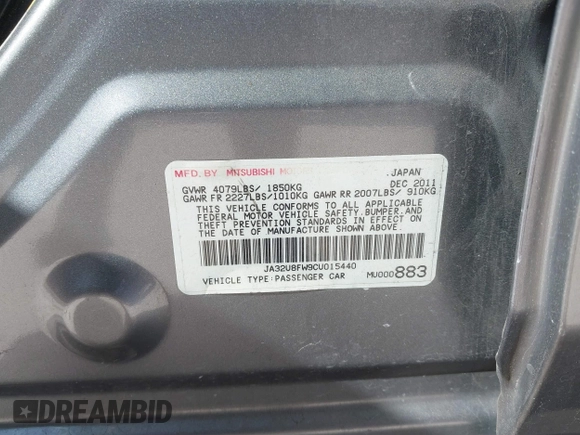 MFD. BY MITSUBISHI MO
.JAPAN
GVWR 4079LBS/ 1850KG
DEC 2011
GAWR FR 2227LBS/1010KG GAWR RR 2007LBS/ 910KG
THIS VEHICLE CONFORMS TO ALL APPLICABLE
FEDERAL MOTOR VEHICLE SAFETY,BUMPER,AND
THEFT PREVENTION STANDARDS IN EFFECT ON
THE DATE OF MANUFACTURE SHOWN ABOVE.
JA32U8FW9CU015440
VEHICLE TYPE:PASSENGER CAR
MU000883
DREAMBID